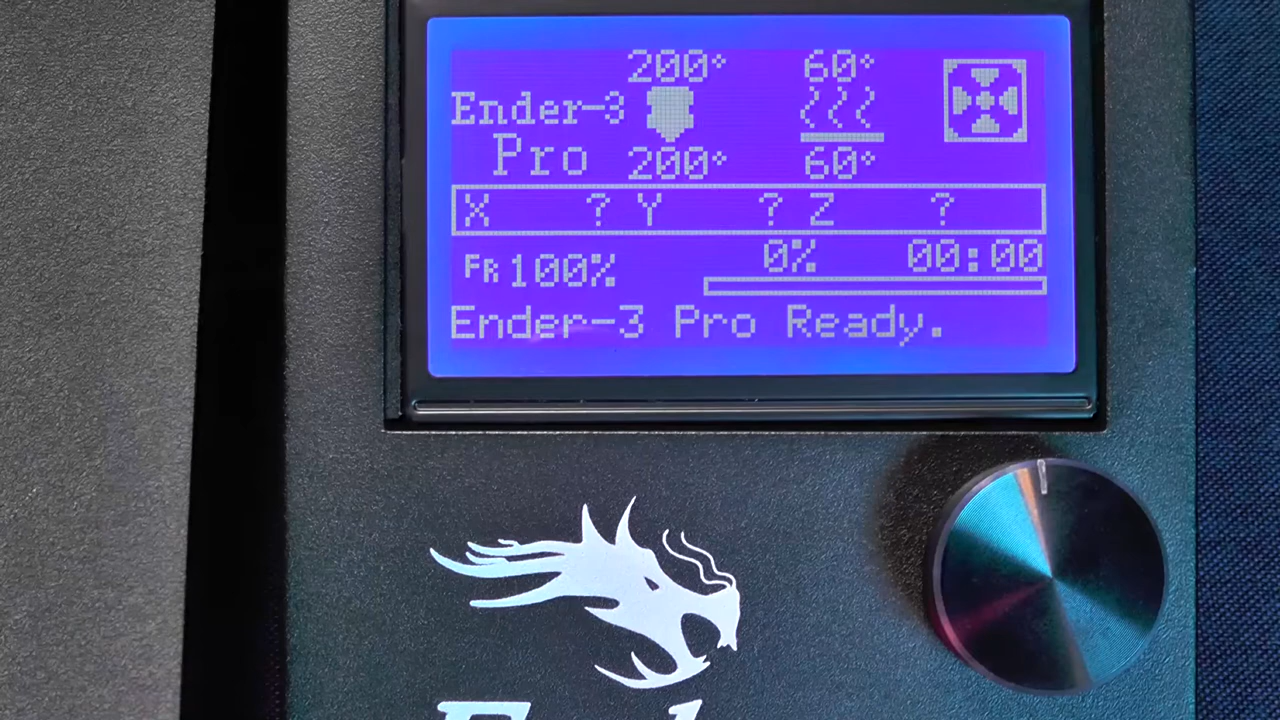 200° 60°
Ender-3
Pro 200° 60°
X ? Y ? Z ?
FR 100% 0% 00:00
Ender-3 Pro Ready.